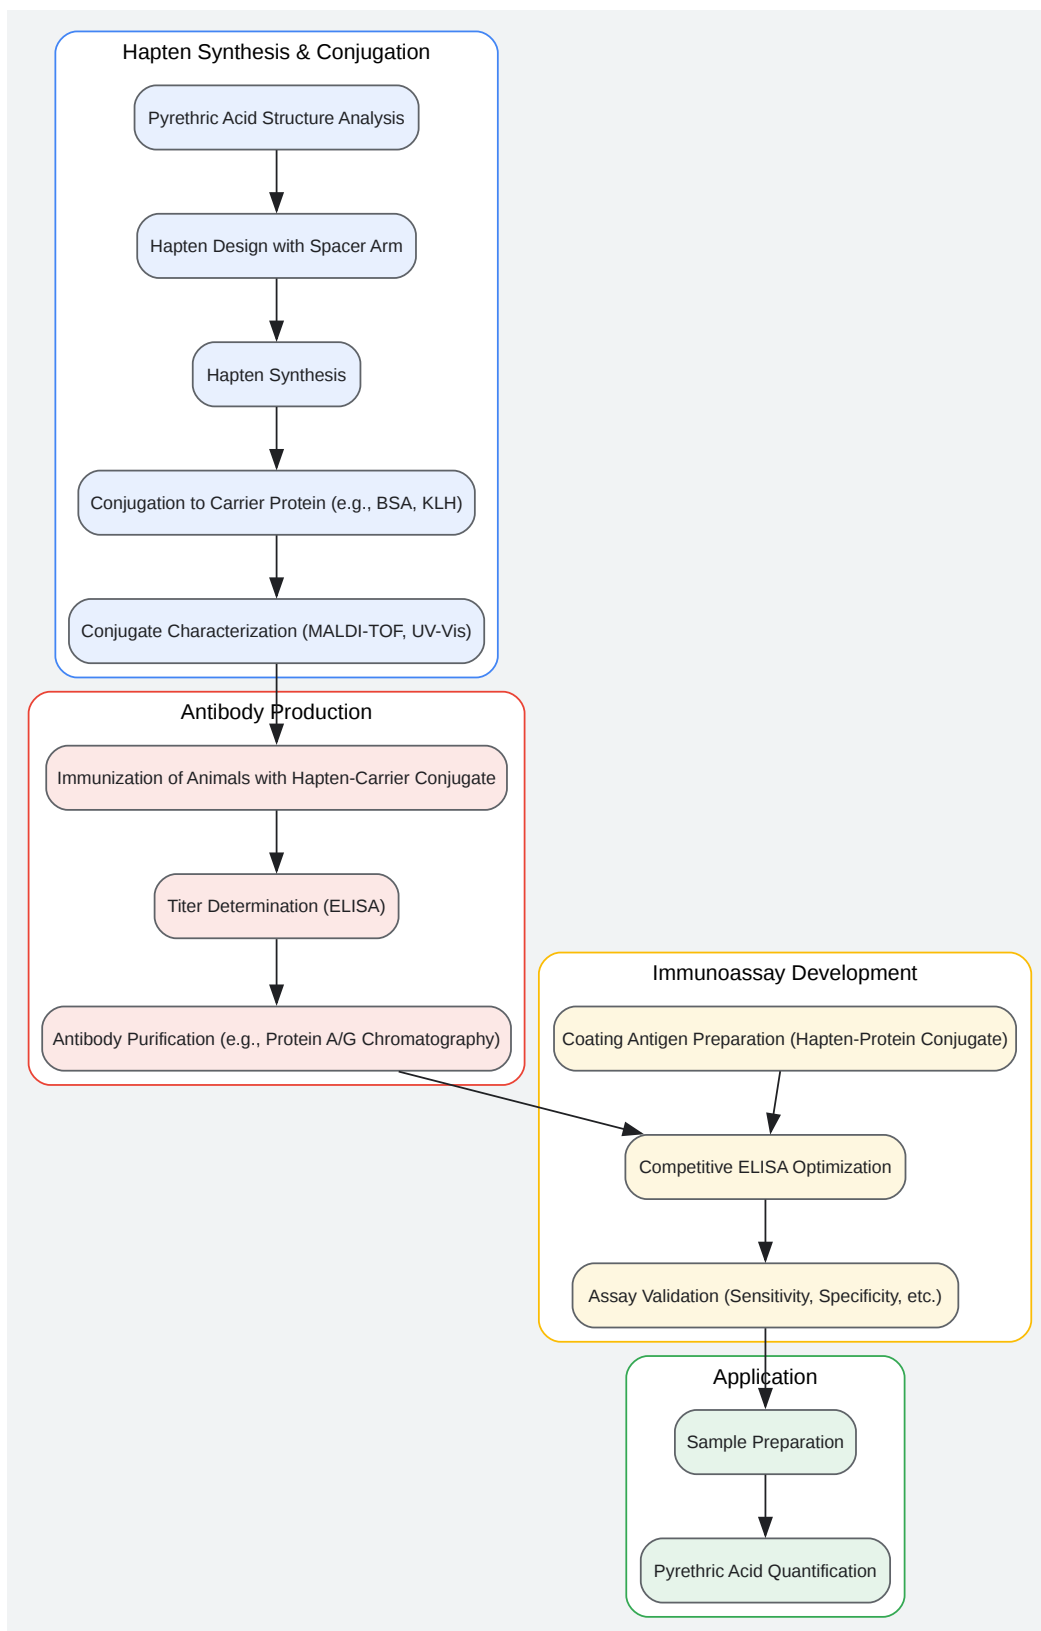 Hapten Synthesis & Conjugation
Pyrethric Acid Structure Analysis
Hapten Design with Spacer Arm
Hapten Synthesis
Conjugation to Carrier Protein (e.g., BSA, KLH)
Conjugate Characterization (MALDI-TOF, UV-Vis)
Antibody Production
Immunization of Animals with Hapten-Carrier Conjugate
Titer Determination (ELISA)
Antibody Purification (e.g., Protein A/G Chromatography)
Immunoassay Development
Coating Antigen Preparation (Hapten-Protein Conjugate)
Competitive ELISA Optimization
Assay Validation (Sensitivity, Specificity, etc.)
Application
Sample Preparation
Pyrethric Acid Quantification